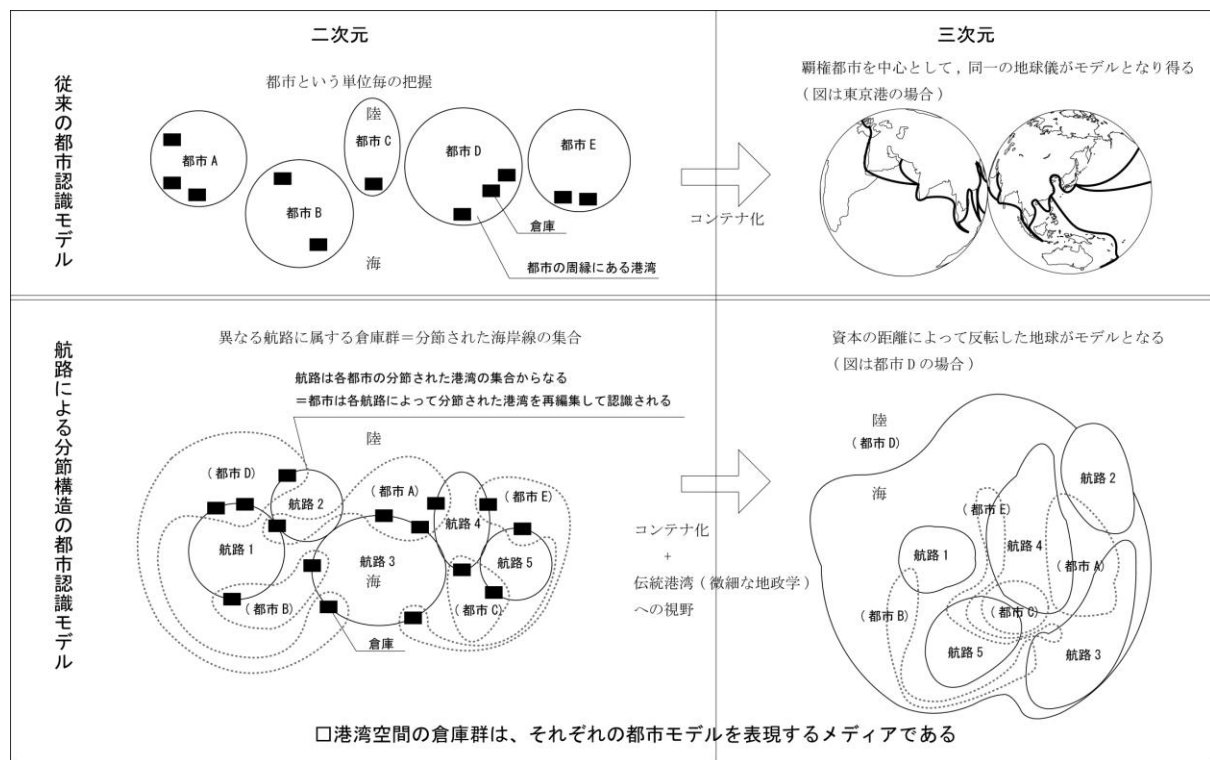 二次元
三次元
従来の都市認識モデル
都市という単位毎の把握
陸
都市 A
都市 B
都市 C
都市 D
都市 E
倉庫
都市の周縁にある港湾
海
コンテナ化
覇権都市を中心として，同一の地球儀がモデルとなり得る
（図は東京港の場合）
航路による分節構造の都市認識モデル
異なる航路に属する倉庫群＝分節された海岸線の集合
航路は各都市の分節された港湾の集合からなる
＝都市は各航路によって分節された港湾を再編集して認識される
陸
（都市 D）
航路 2
（都市 A）
航路 4
（都市 E）
航路 1
航路 3
海
航路 5
（都市 B）
（都市 C）
倉庫
コンテナ化
+
伝統港湾（微細な地政学）
への視野
資本の距離によって反転した地球がモデルとなる
（図は都市 D の場合）
陸
（都市 D）
海
航路 2
（都市 E）
航路 1
航路 4
（都市 A）
（都市 B）
（都市 C）
航路 5
航路 3
□港湾空間の倉庫群は、それぞれの都市モデルを表現するメディアである